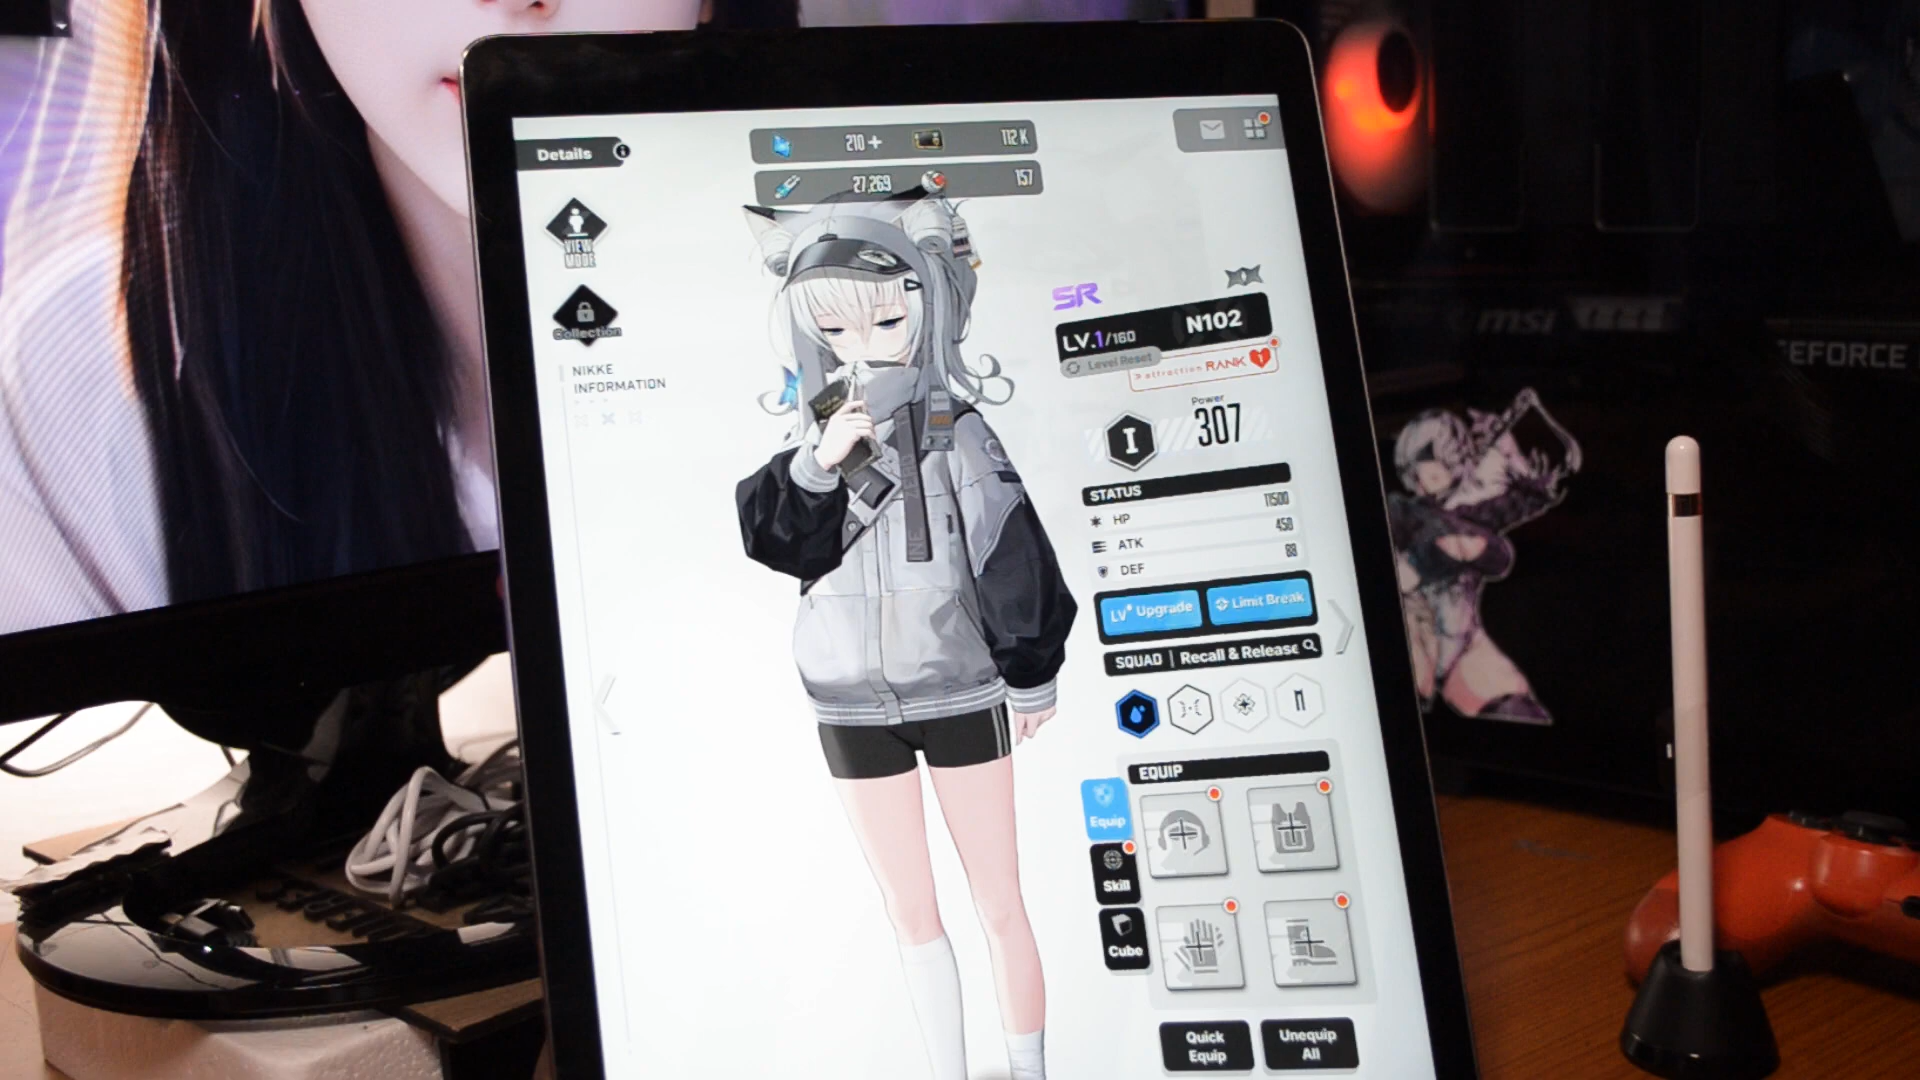 Details
210 +
112 K
27,269
157
VIEW
MODE
Collection
NIKKE
INFORMATION
SR
LV.1/160
N102
Level Reset
attraction RANK 1
Power
307
I
STATUS
HP
11500
ATK
450
DEF
88
LV Upgrade
Limit Break
SQUAD | Recall & Release
EQUIP
Equip
Skill
Cube
Quick
Equip
Unequip
All
msi
GEFORCE